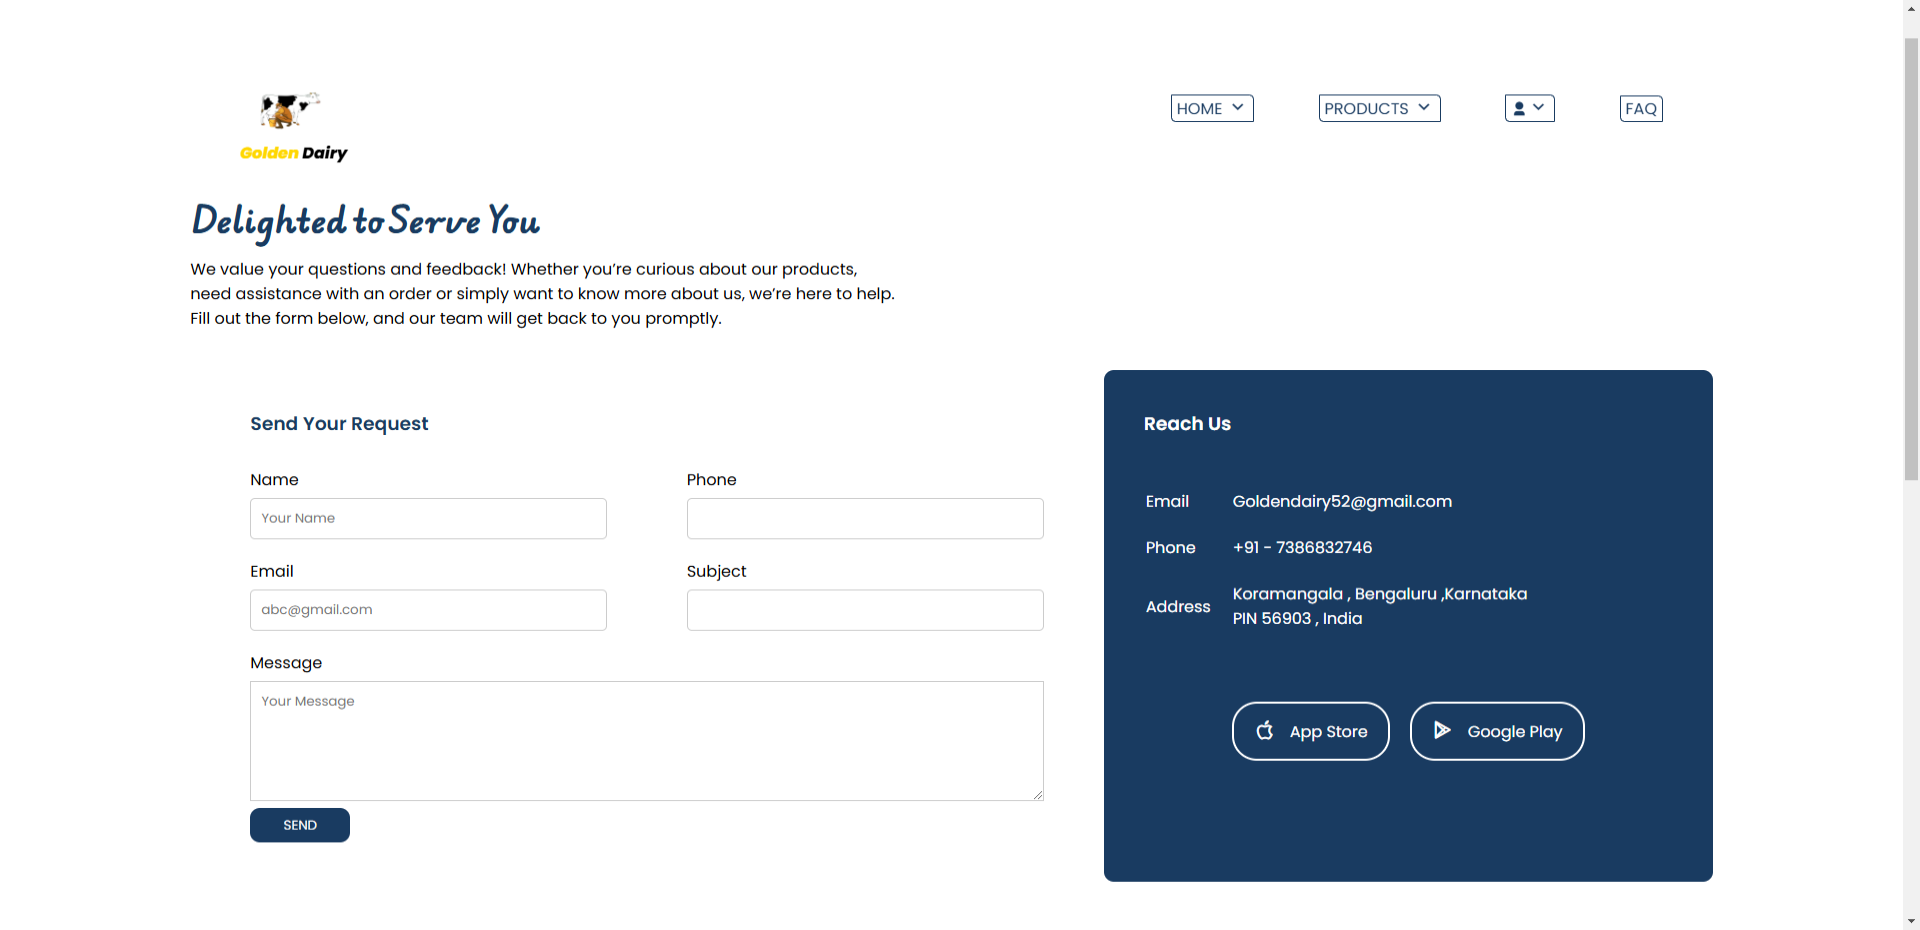 Golden Dairy
HOME
PRODUCTS
FAQ
Delighted to Serve You
We value your questions and feedback! Whether you’re curious about our products,
need assistance with an order or simply want to know more about us, we’re here to help.
Fill out the form below, and our team will get back to you promptly.
Send Your Request
Name
Phone
Your Name
Email
Subject
abc@gmail.com
Message
Your Message
SEND
Reach Us
Email Goldendairy52@gmail.com
Phone +91 - 7386832746
Address Koramangala , Bengaluru ,Karnataka
PIN 56903 , India
App Store
Google Play